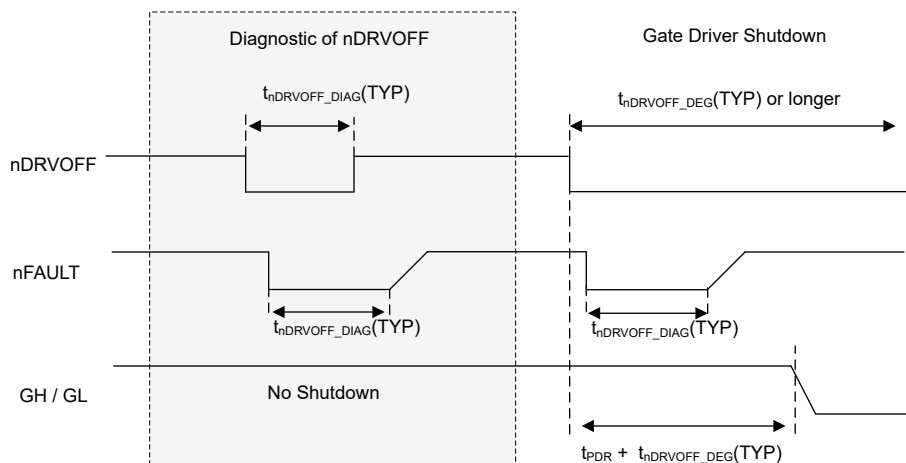 Diagnostic of nDRVOFF
Gate Driver Shutdown
tnDRVOFF_DIAG(TYP)
tnDRVOFF_DEG(TYP) or longer
nDRVOFF
nFAULT
tnDRVOFF_DIAG(TYP)
tnDRVOFF_DIAG(TYP)
GH / GL
No Shutdown
tPDR + tnDRVOFF_DEG(TYP)